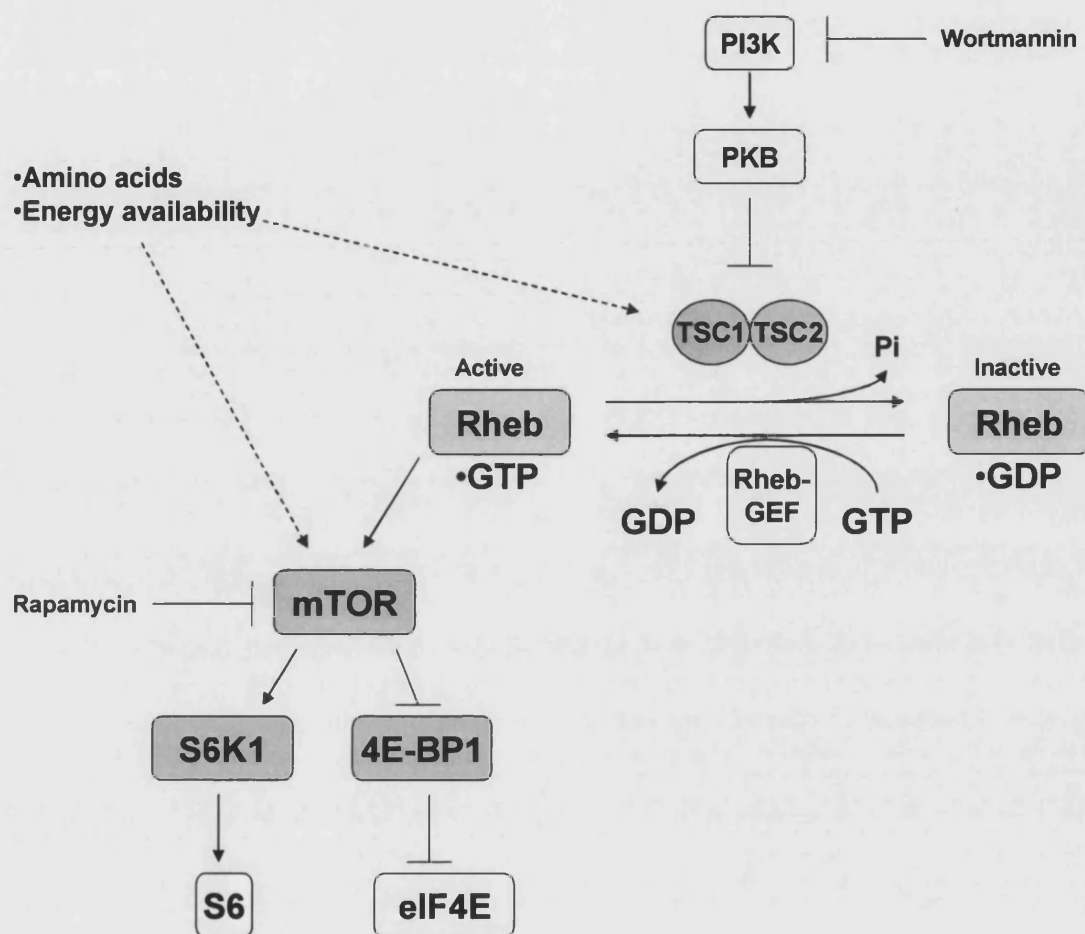 PI3K
Wortmannin
PKB
•Amino acids
•Energy availability
TSC1
TSC2
Pi
Active
Inactive
Rheb
•GTP
Rheb
•GDP
Rheb-
GEF
GDP
GTP
Rapamycin
mTOR
S6K1
4E-BP1
S6
eIF4E